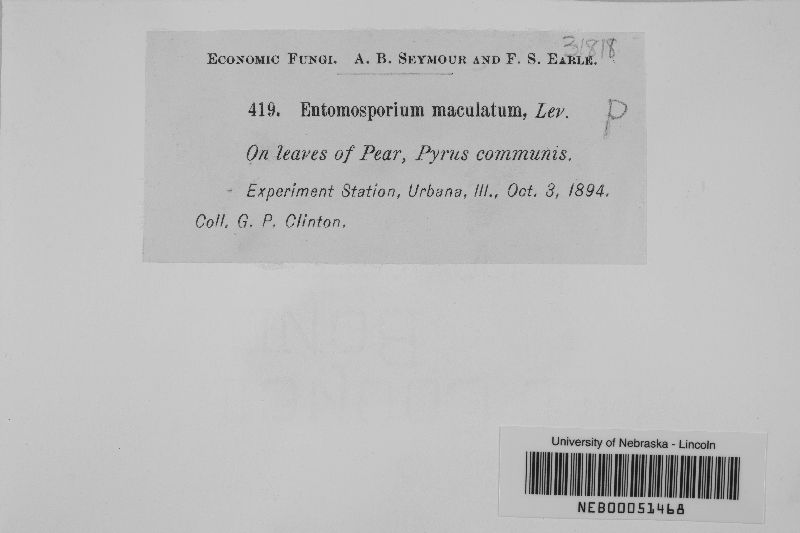 31818
ECONOMIC FUNGI. A. B. SEYMOUR AND F. S. EARLE.
419. Entomosporium maculatum, Lev.
P
On leaves of Pear, Pyrus communis.
Experiment Station, Urbana, Ill., Oct. 3, 1894.
Coll. G. P. Clinton.
University of Nebraska - Lincoln
NEB00051468